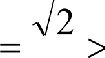 = √2 >